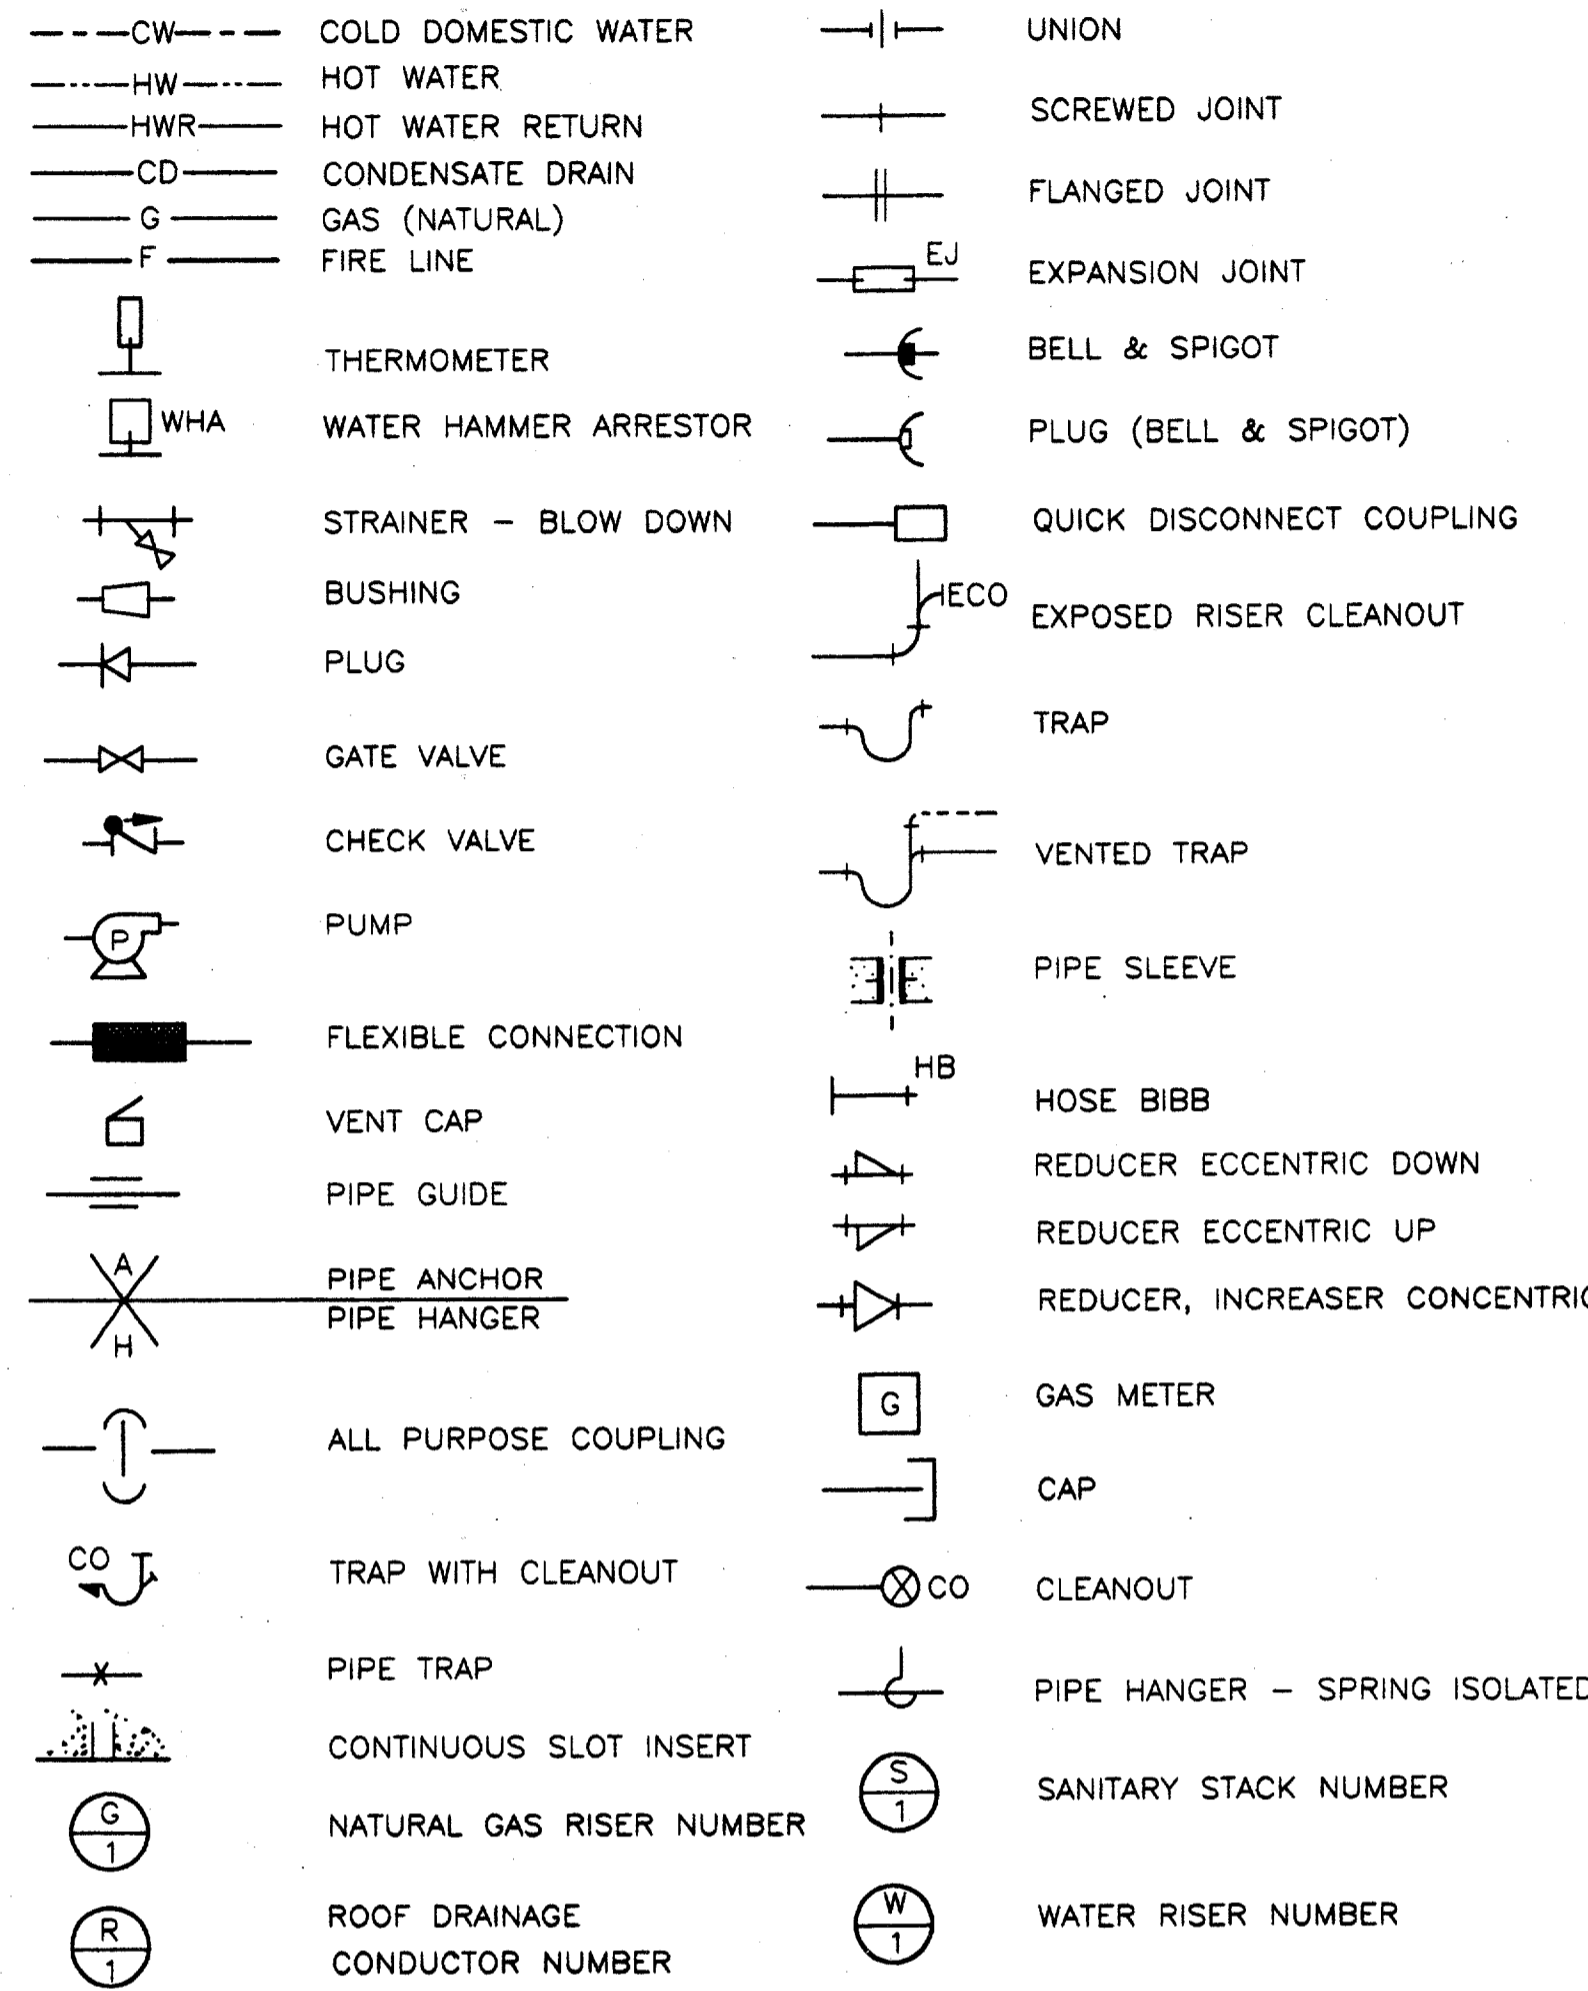 CW COLD DOMESTIC WATER
HW HOT WATER
HWR HOT WATER RETURN
CD CONDENSATE DRAIN
G GAS (NATURAL)
F FIRE LINE
THERMOMETER
WHA WATER HAMMER ARRESTOR
STRAINER – BLOW DOWN
BUSHING
PLUG
GATE VALVE
CHECK VALVE
P PUMP
FLEXIBLE CONNECTION
VENT CAP
PIPE GUIDE
A PIPE ANCHOR
H PIPE HANGER
ALL PURPOSE COUPLING
CO TRAP WITH CLEANOUT
PIPE TRAP
CONTINUOUS SLOT INSERT
G
1 NATURAL GAS RISER NUMBER
R ROOF DRAINAGE
1 CONDUCTOR NUMBER
UNION
SCREWED JOINT
FLANGED JOINT
EJ EXPANSION JOINT
BELL & SPIGOT
PLUG (BELL & SPIGOT)
QUICK DISCONNECT COUPLING
ECO EXPOSED RISER CLEANOUT
TRAP
VENTED TRAP
PIPE SLEEVE
HB
HOSE BIBB
REDUCER ECCENTRIC DOWN
REDUCER ECCENTRIC UP
REDUCER, INCREASER CONCENTRIC
G GAS METER
CAP
CO CLEANOUT
PIPE HANGER – SPRING ISOLATED
S
1 SANITARY STACK NUMBER
W
1 WATER RISER NUMBER